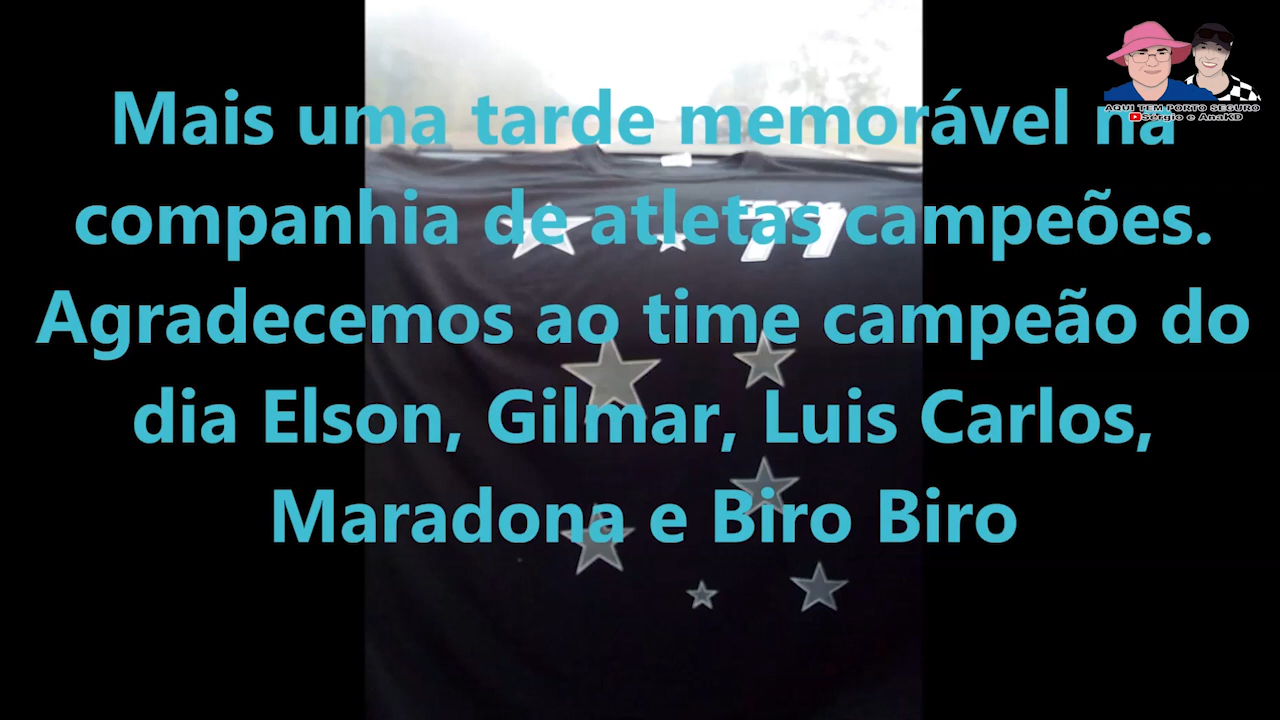 Mais uma tarde memorável na
companhia de atletas campeões.
Agradecemos ao time campeão do
dia Elson, Gilmar, Luis Carlos,
Maradona e Biro Biro
AQUI TEM PORTO SEGURO
Sérgio e AnaKD
77